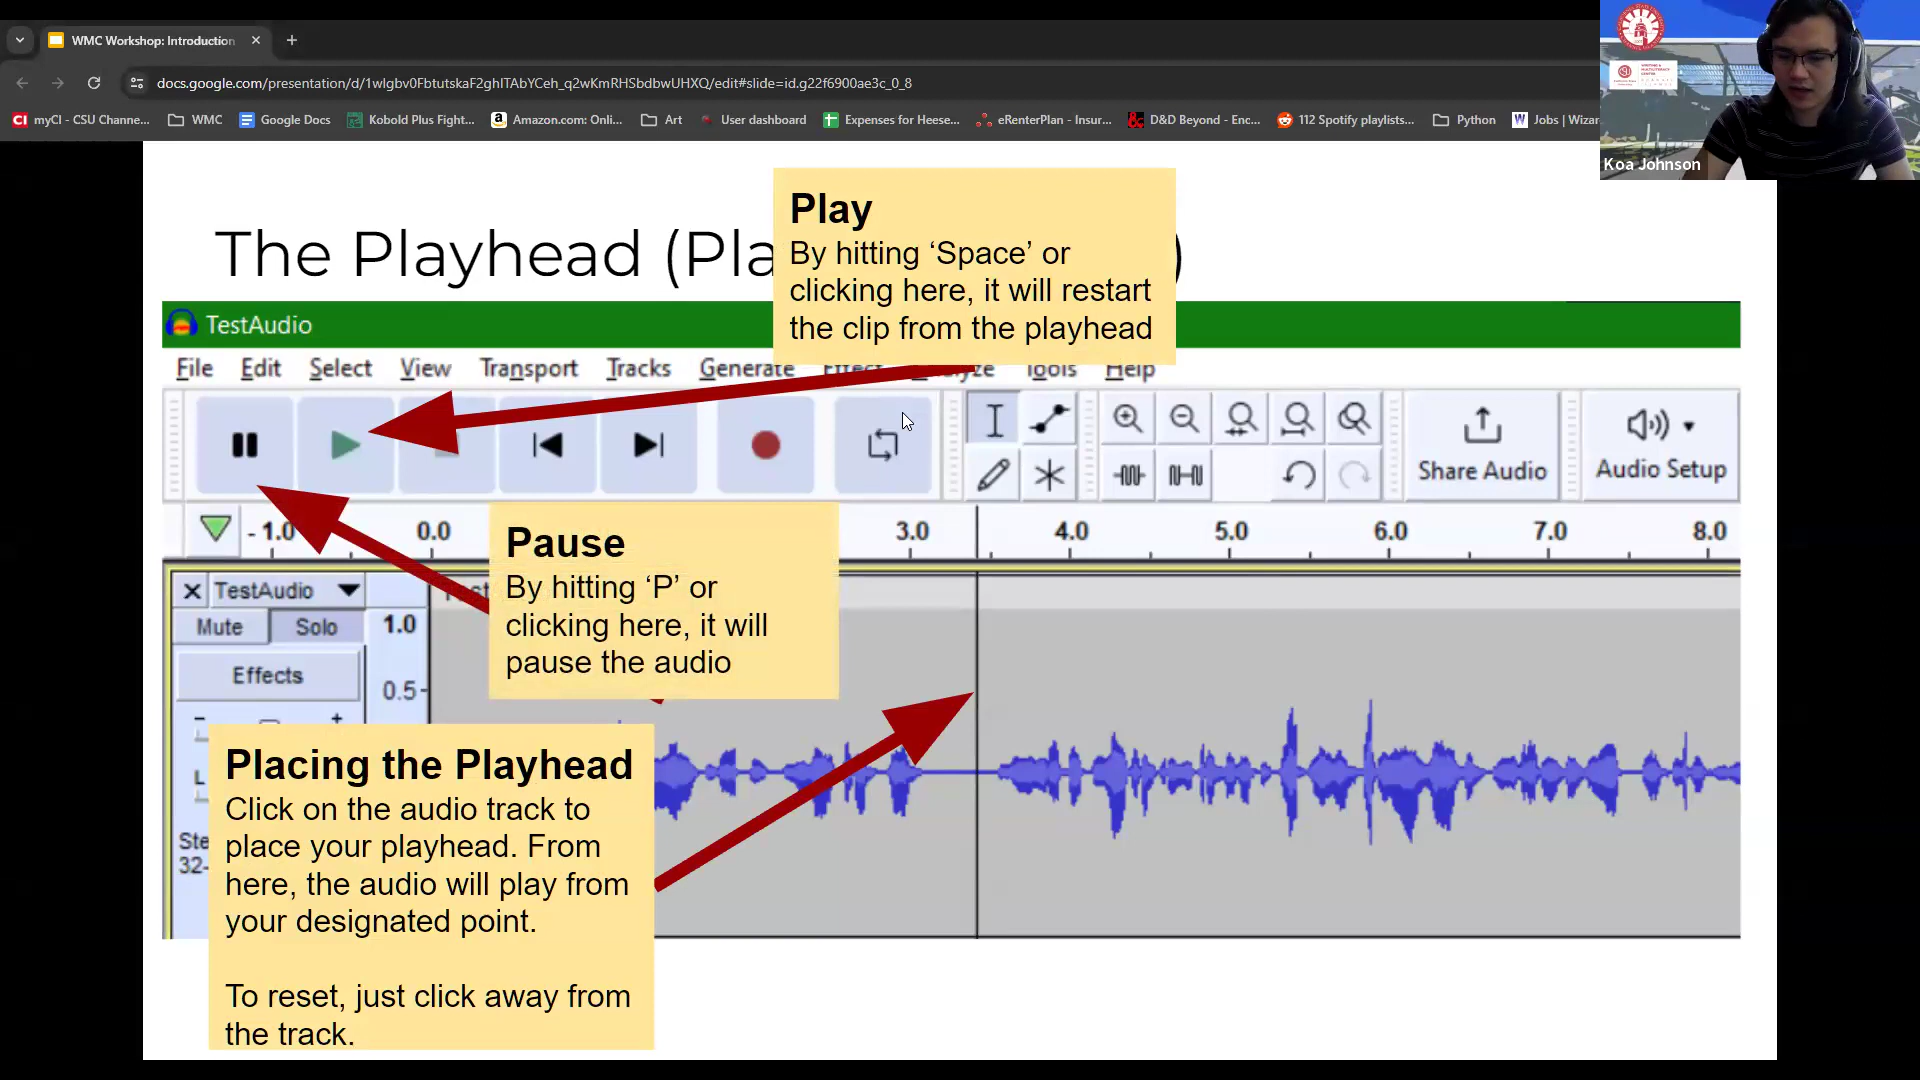 WMC Workshop: Introduction
docs.google.com/presentation/d/1wlgbv0FbtutskaF2ghITAbYCeh_q2wKmRHSbdbwUHXQ/edit#slide=id.g22f6900ae3c_0_8
CI myCI - CSU Channe... WMC Google Docs Kobold Plus Fight... Amazon.com: Onli... Art User dashboard Expenses for Heese... eRenterPlan - Insur... D&D Beyond - Enc... 112 Spotify playlists... Python Jobs | Wizar
Koa Johnson
Play
By hitting ‘Space’ or
clicking here, it will restart
the clip from the playhead
The Playhead (Pla )
TestAudio
File Edit Select View Transport Tracks Generate Effect Analyze Tools Help
Share Audio
Audio Setup
- 1.0 0.0 3.0 4.0 5.0 6.0 7.0 8.0
Pause
By hitting ‘P’ or
clicking here, it will
pause the audio
TestAudio
Mute Solo 1.0
Effects
0.5
- +
L
Ste
32-
Placing the Playhead
Click on the audio track to
place your playhead. From
here, the audio will play from
your designated point.
To reset, just click away from
the track.